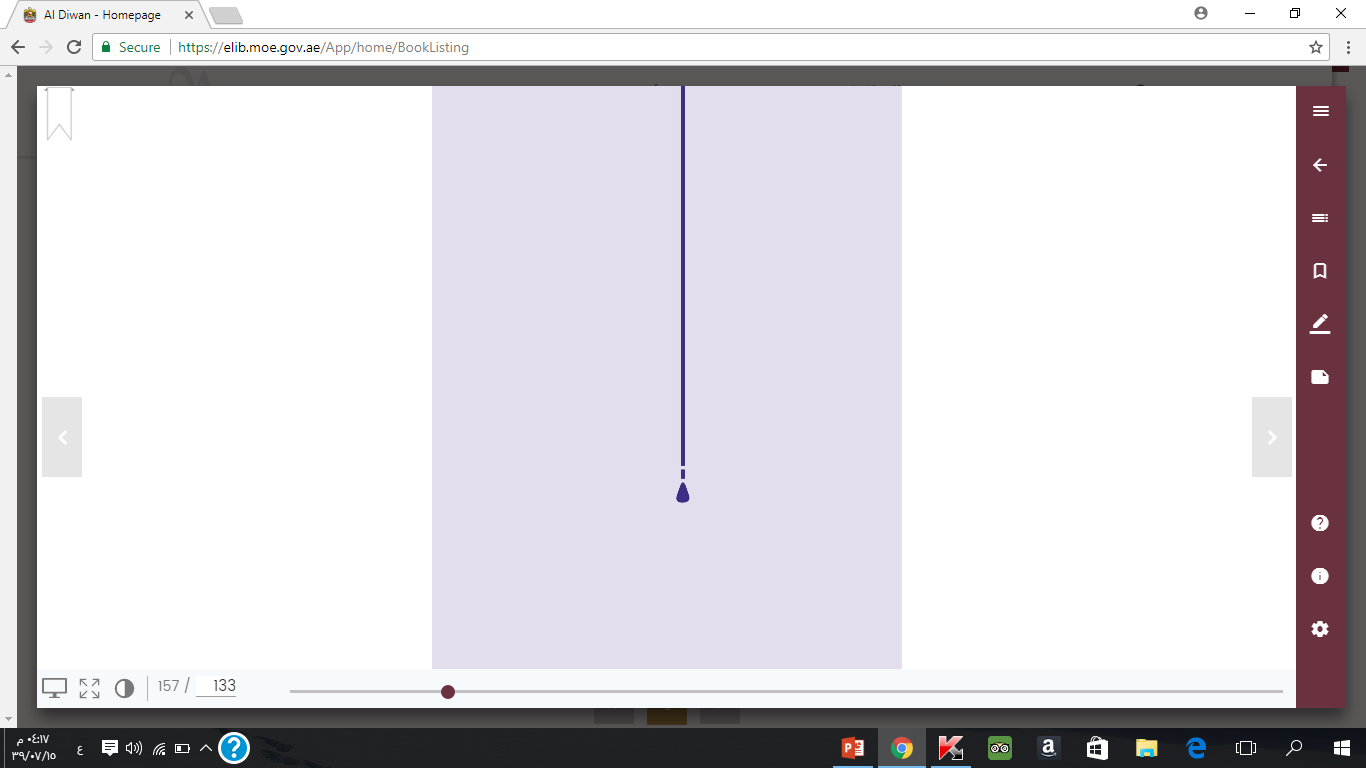 Al Diwan - Homepage
Secure https://elib.moe.gov.ae/App/home/BookListing
157 / 133
٠٤:١٧ م
ع
٣٩/٠٧/١٥